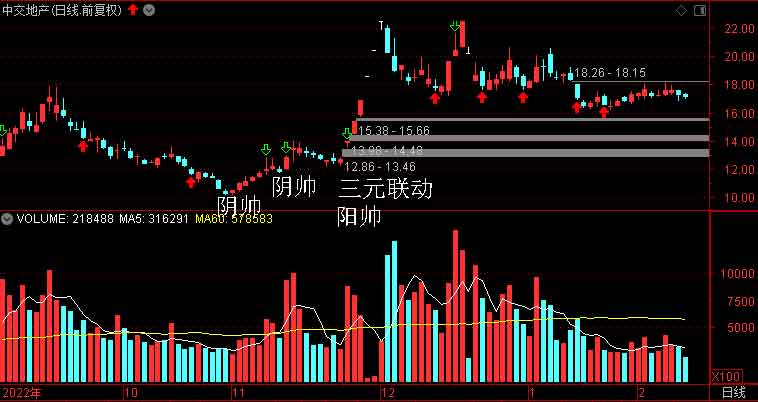 中交地产(日线.前复权)
22.00
20.00
18.26 - 18.15
18.00
16.00
15.38 - 15.66
14.00
13.98 - 14.48
12.86 - 13.46
12.00
阴帅
三元联动
10.00
阴帅
阳帅
VOLUME: 218488 MA5: 316291 MA60: 578583
10000
7500
5000
X100
2022年 10 11 12 1 2 日线